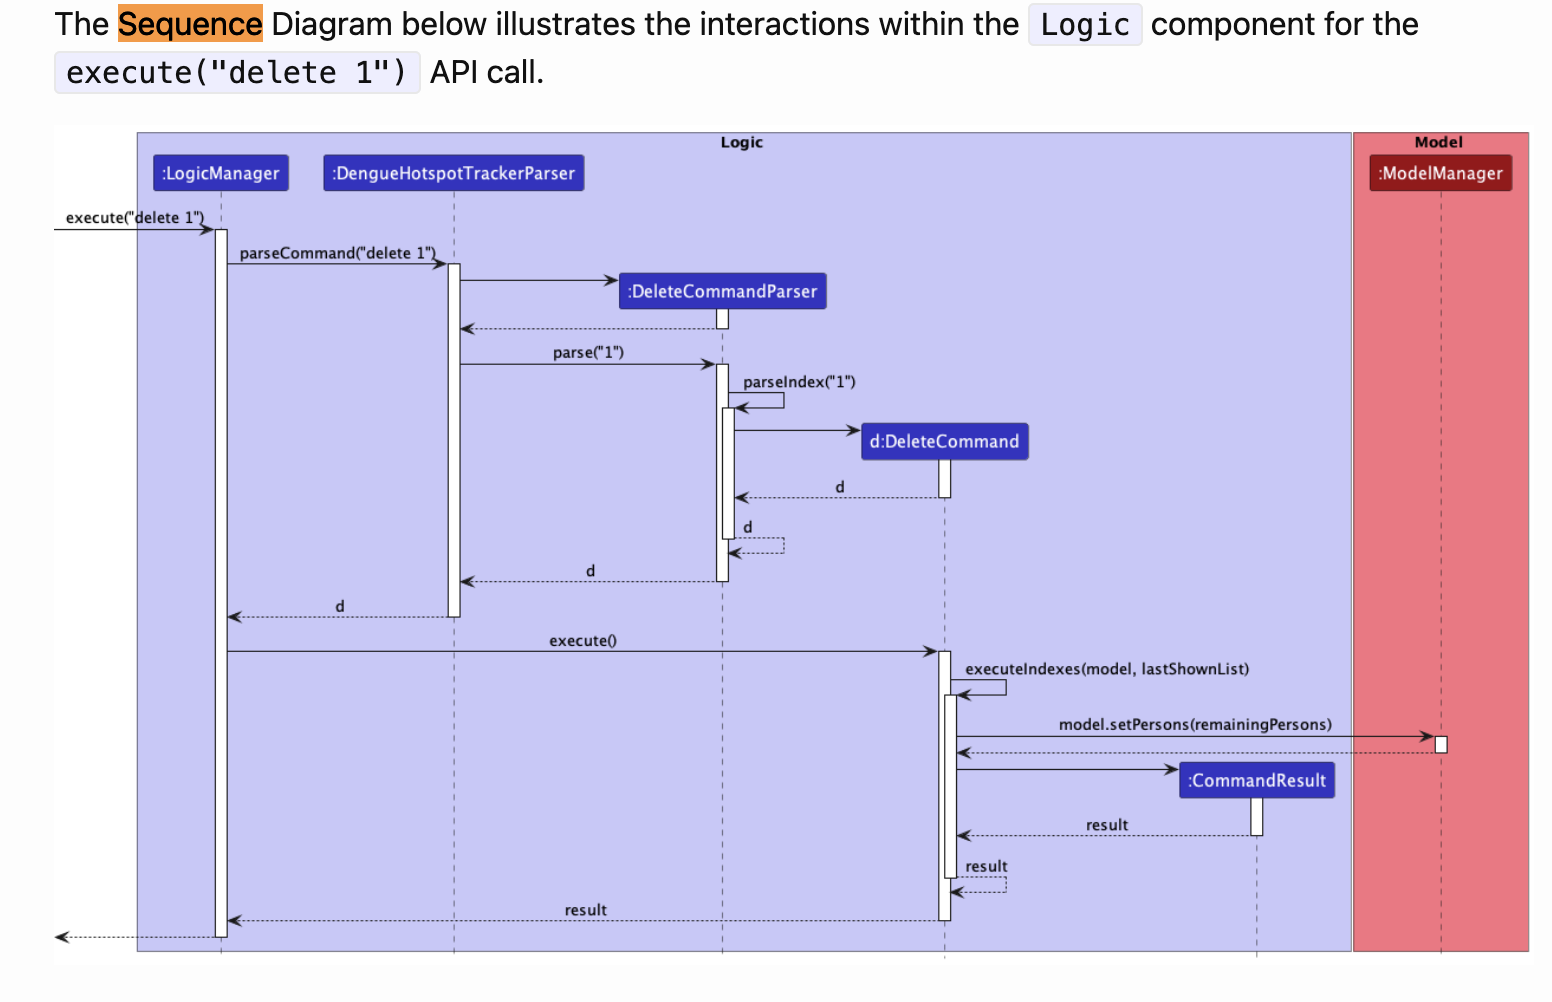 The Sequence Diagram below illustrates the interactions within the Logic component for the
execute("delete 1") API call.
Logic
Model
:LogicManager
:DengueHotspotTrackerParser
:ModelManager
execute("delete 1")
parseCommand("delete 1")
:DeleteCommandParser
parse("1")
parseIndex("1")
d:DeleteCommand
d
d
d
d
execute()
executeIndexes(model, lastShownList)
model.setPersons(remainingPersons)
:CommandResult
result
result
result